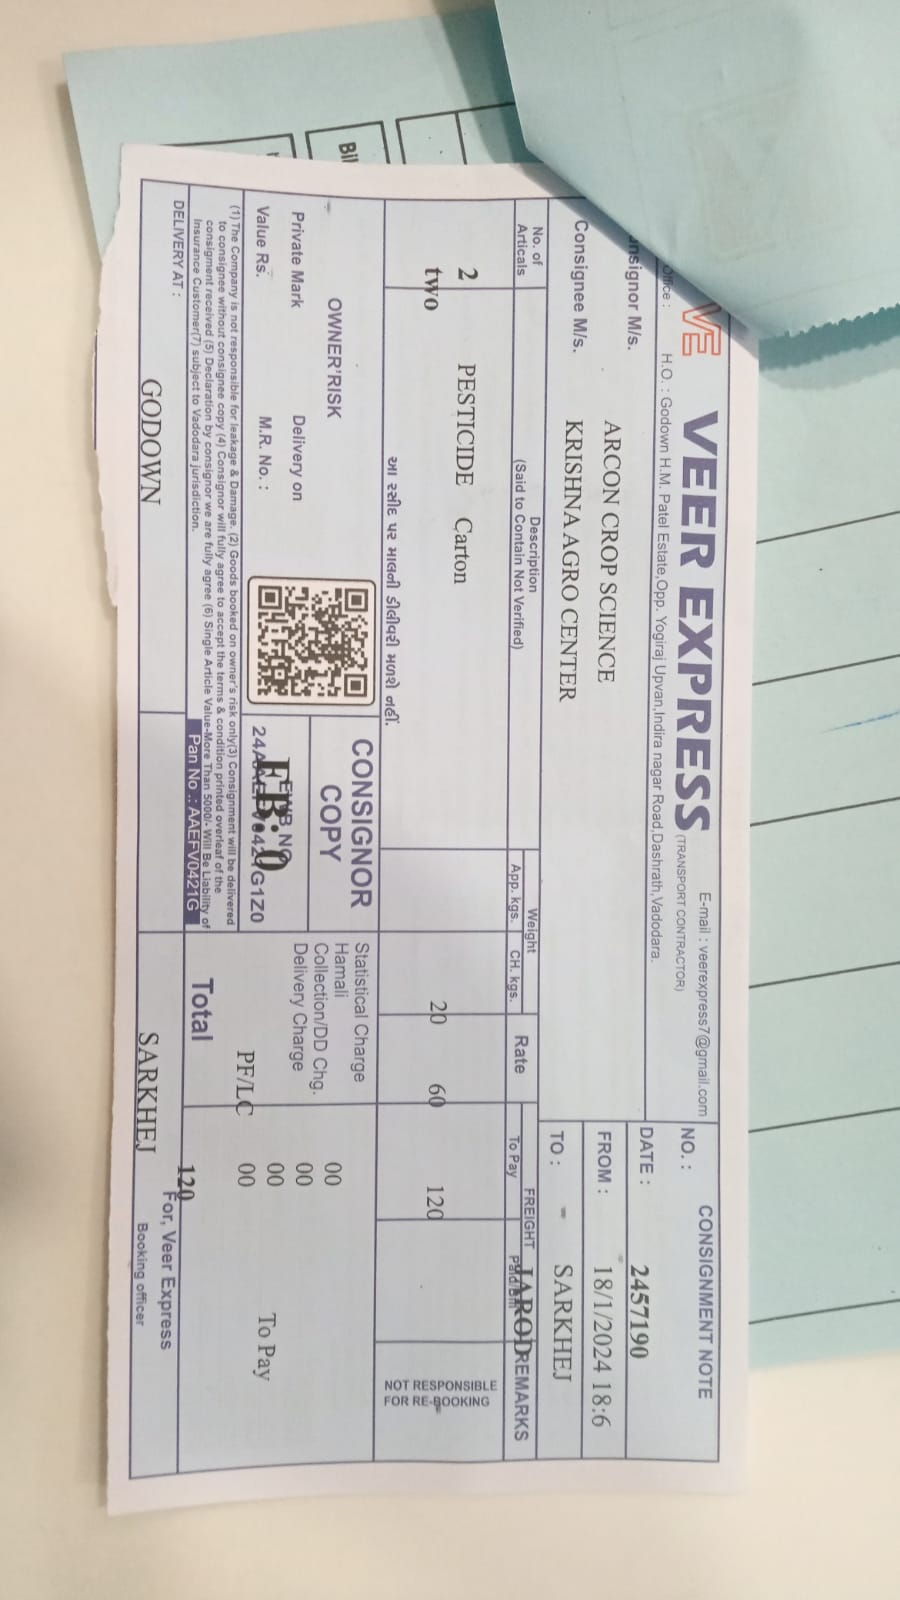 VE VEER EXPRESS (TRANSPORT CONTRACTOR)
E-mail : veerexpress7@gmail.com
Office : H.O. : Godown H.M. Patel Estate,Opp. Yogiraj Upvan,Indira nagar Road,Dashrath,Vadodara.
CONSIGNMENT NOTE
NO. : 2457190
DATE : 18/1/2024 18:6
FROM : JAROD
TO : SARKHEJ
nsignor M/s. ARCON CROP SCIENCE
Consignee M/s. KRISHNA AGRO CENTER
No. of Articals
Description
(Said to Contain Not Verified)
Weight
App. kgs. CH. kgs.
Rate
FREIGHT
To Pay Paid/Bill
REMARKS
2 PESTICIDE Carton
two 20 60 120
NOT RESPONSIBLE
FOR RE-BOOKING
આ રસીદ પર માલની ડીલીવરી મળશે નહીં.
OWNER'RISK
Private Mark Delivery on
Value Rs. M.R. No. :
CONSIGNOR
COPY
EWB NO
EB: 0
Statistical Charge 00
Hamali 00
Collection/DD Chg. 00
Delivery Charge
PF/LC 00
To Pay
(1) The Company is not responsible for leakage & Damage. (2) Goods booked on owner's risk only(3) Consignment will be delivered
to consignee without consignee copy (4) Consignor will fully agree to accept the terms & condition printed overleaf of the
consigment received (5) Declaration by consignor we are fully agree (6) Single Article Value-More Than 5000/- Will Be Liability of
Insurance Customer(7) subject to Vadodara jurisdiction.
Pan No .: AAEFV0421G
Total 120
DELIVERY AT : GODOWN
SARKHEJ
For, Veer Express
Booking officer
Bil